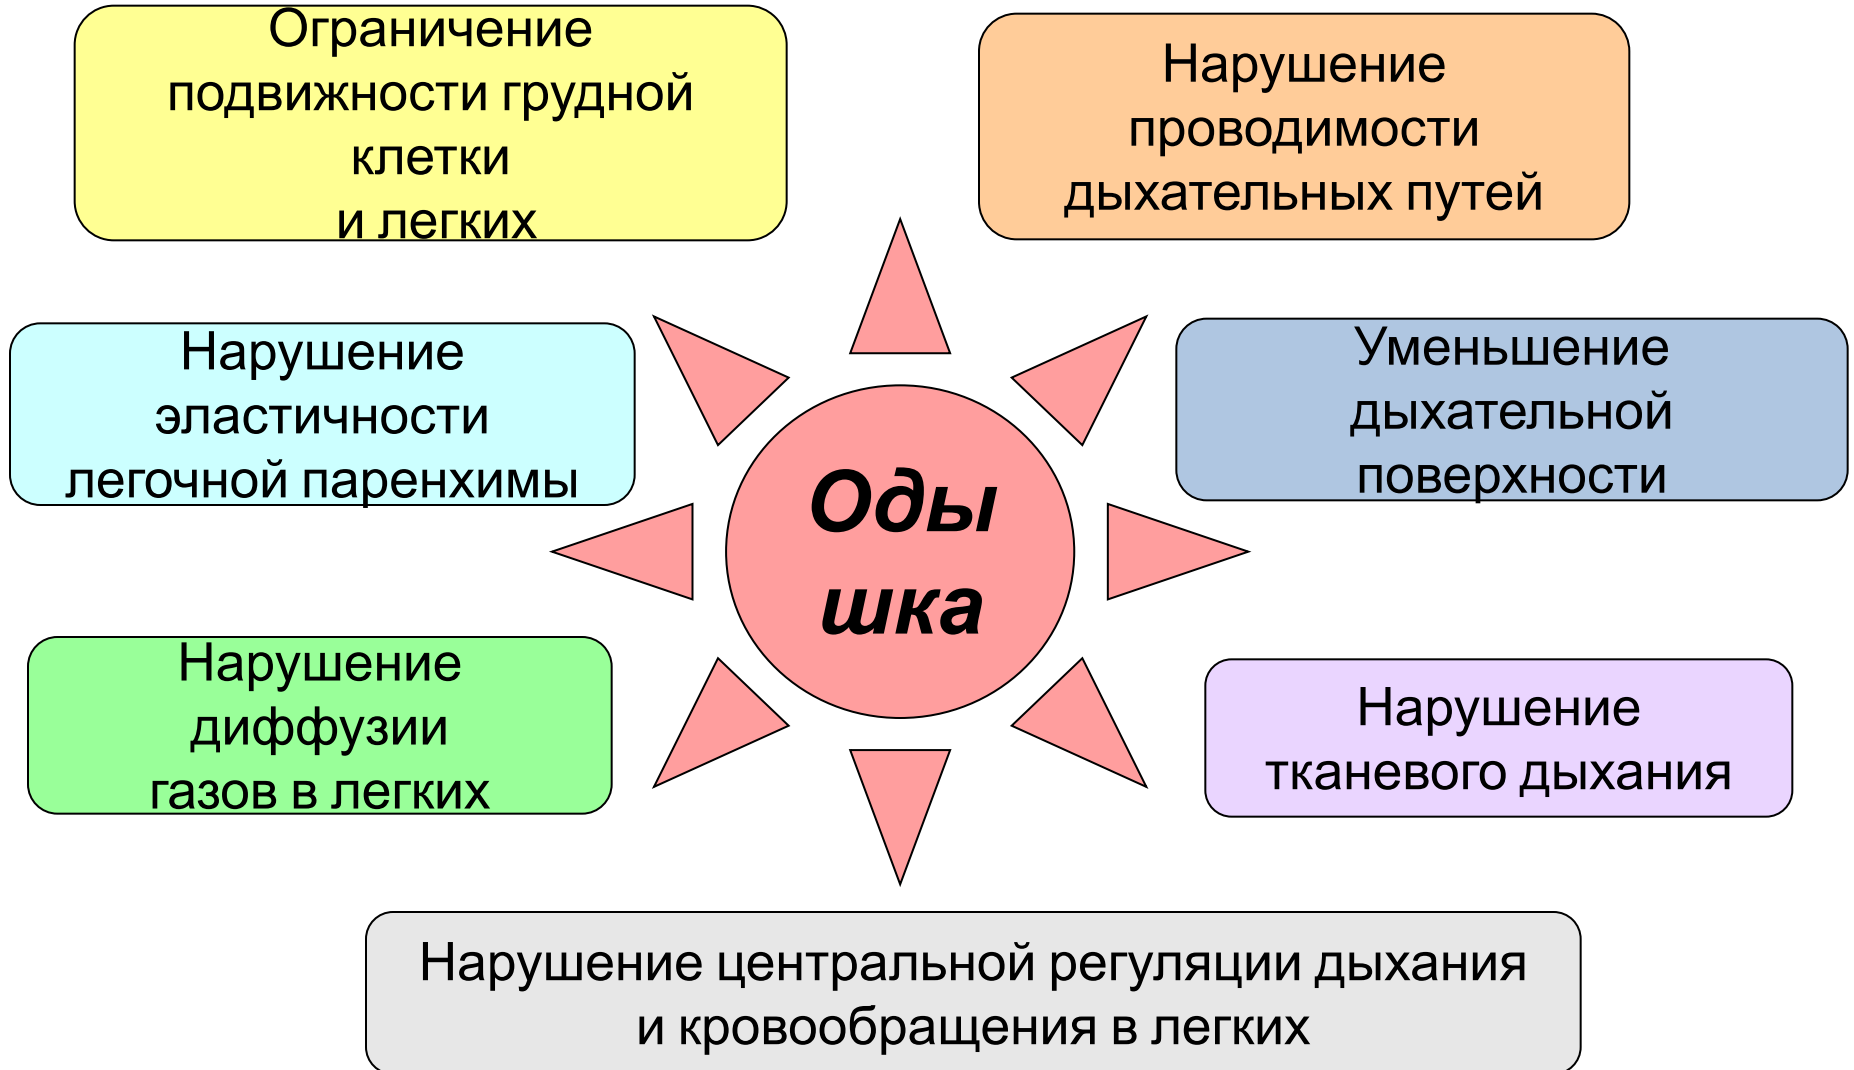 Ограничение
подвижности грудной
клетки
и легких
Нарушение
проводимости
дыхательных путей
Нарушение
эластичности
легочной паренхимы
Уменьшение
дыхательной
поверхности
Оды
шка
Нарушение
диффузии
газов в легких
Нарушение
тканевого дыхания
Нарушение центральной регуляции дыхания
и кровообращения в легких